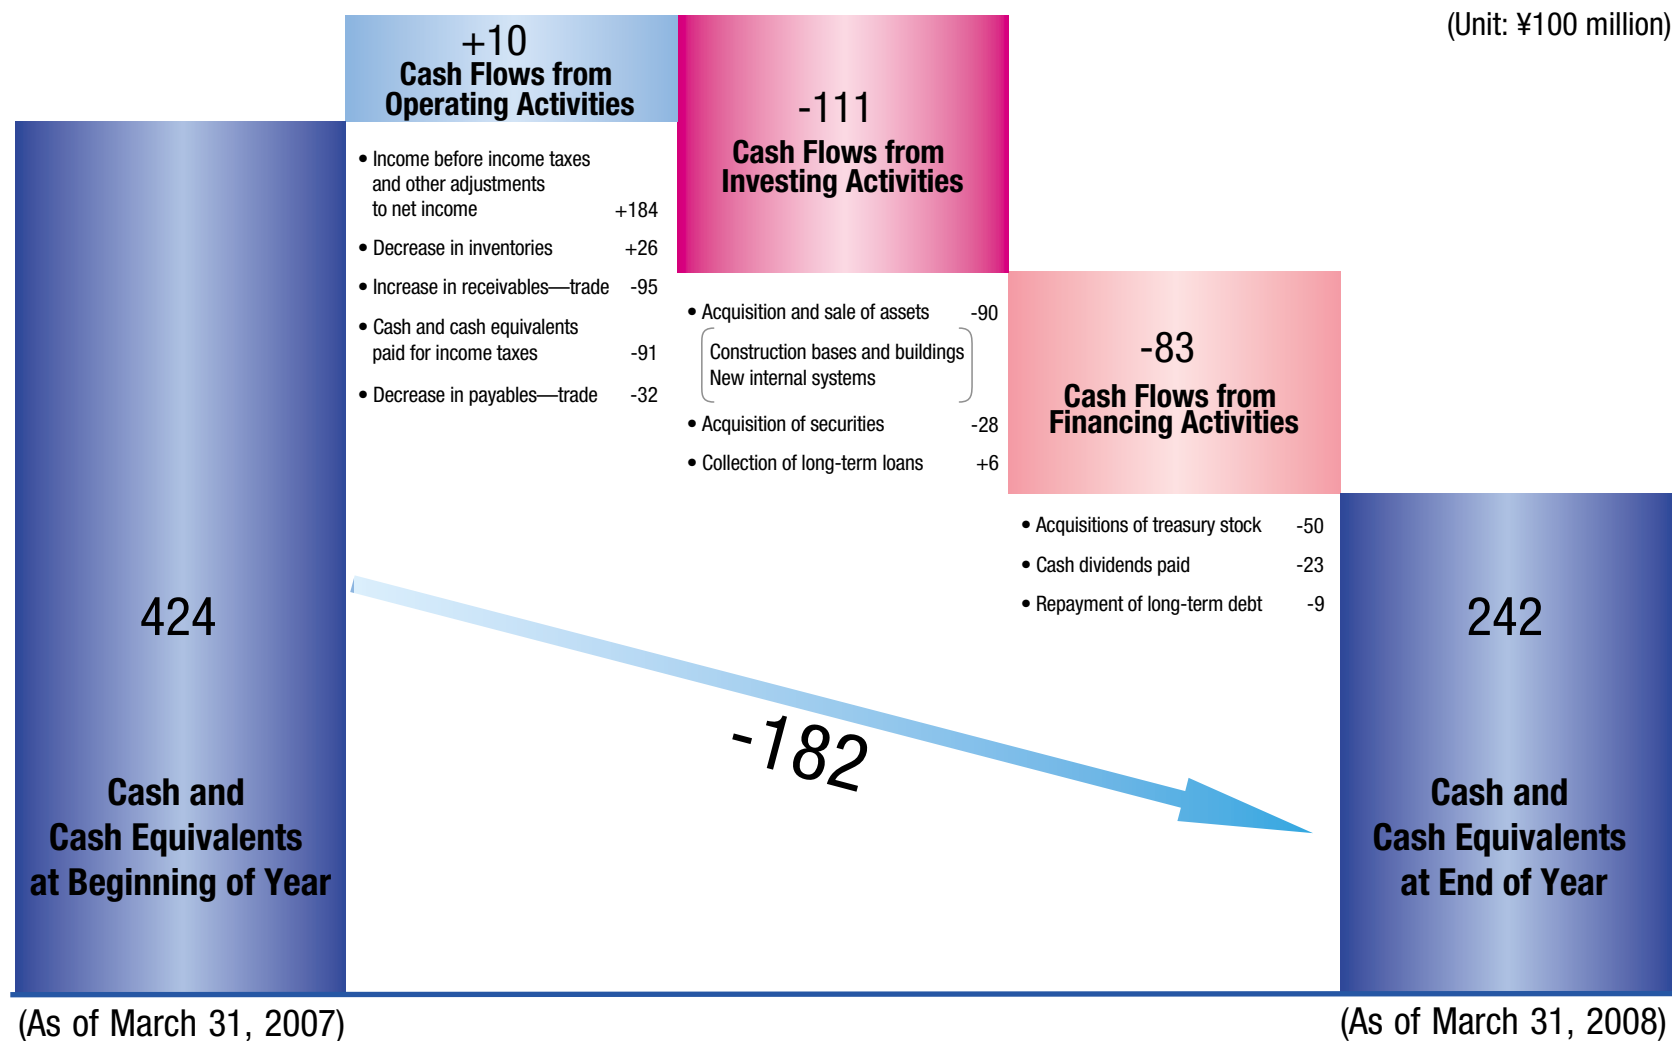 (Unit: ¥100 million)
+10
Cash Flows from
Operating Activities
• Income before income taxes
and other adjustments
to net income +184
• Decrease in inventories +26
• Increase in receivables—trade -95
• Cash and cash equivalents
paid for income taxes -91
• Decrease in payables—trade -32
-111
Cash Flows from
Investing Activities
• Acquisition and sale of assets -90
Construction bases and buildings
New internal systems
• Acquisition of securities -28
• Collection of long-term loans +6
-83
Cash Flows from
Financing Activities
• Acquisitions of treasury stock -50
• Cash dividends paid -23
• Repayment of long-term debt -9
424
Cash and
Cash Equivalents
at Beginning of Year
-182
242
Cash and
Cash Equivalents
at End of Year
(As of March 31, 2007)
(As of March 31, 2008)